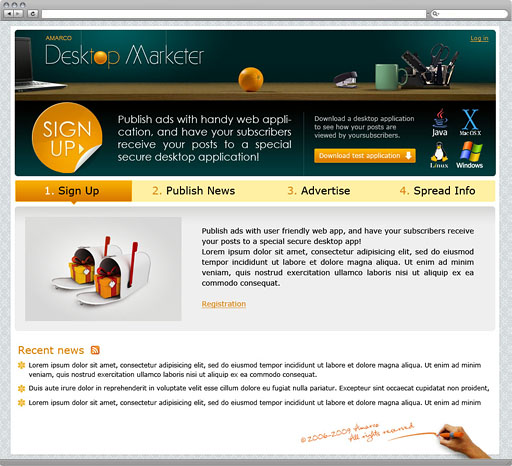 AMARCO
Log in
Desktop Marketer
SIGN
UP
Publish ads with handy web appli-
cation, and have your subscribers
receive your posts to a special
secure desktop application!
Download a desktop application
to see how your posts are
viewed by yoursubscribers.
Download test application
Java
Mac OS X
Linux
Windows
1. Sign Up
2. Publish News
3. Advertise
4. Spread Info
Publish ads with user friendly web app, and have your subscribers receive
your posts to a special secure desktop app!
Lorem ipsum dolor sit amet, consectetur adipisicing elit, sed do eiusmod
tempor incididunt ut labore et dolore magna aliqua. Ut enim ad minim
veniam, quis nostrud exercitation ullamco laboris nisi ut aliquip ex ea
commodo consequat.
Registration
Recent news
Lorem ipsum dolor sit amet, consectetur adipisicing elit, sed do eiusmod tempor incididunt ut labore et dolore magna aliqua. Ut enim ad minim
veniam, quis nostrud exercitation ullamco laboris nisi ut aliquip ex ea commodo consequat.
Duis aute irure dolor in reprehenderit in voluptate velit esse cillum dolore eu fugiat nulla pariatur. Excepteur sint occaecat cupidatat non proident,
Lorem ipsum dolor sit amet, consectetur adipisicing elit, sed do eiusmod tempor incididunt ut labore et dolore magna aliqua. Ut enim ad minim
© 2006-2009 Amarco
All rights reserved